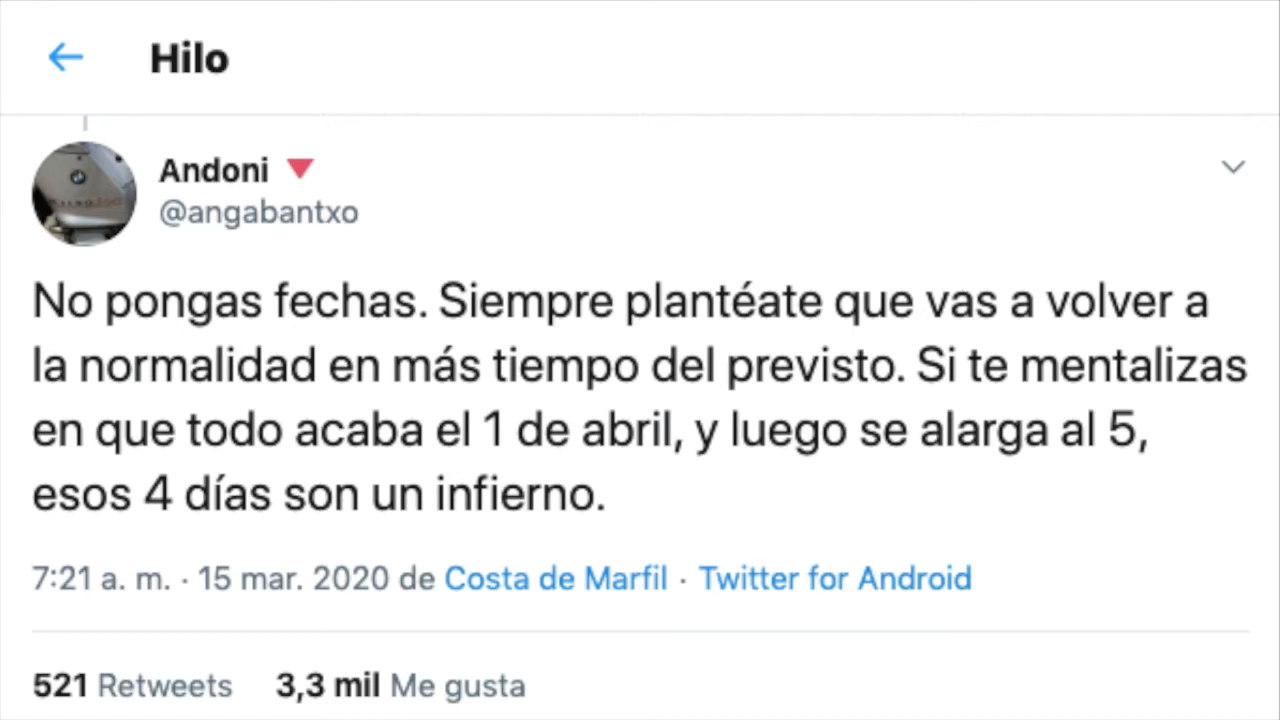 Hilo
Andoni
@angabantxo
No pongas fechas. Siempre plantéate que vas a volver a
la normalidad en más tiempo del previsto. Si te mentalizas
en que todo acaba el 1 de abril, y luego se alarga al 5,
esos 4 días son un infierno.
7:21 a. m. · 15 mar. 2020 de Costa de Marfil · Twitter for Android
521 Retweets 3,3 mil Me gusta